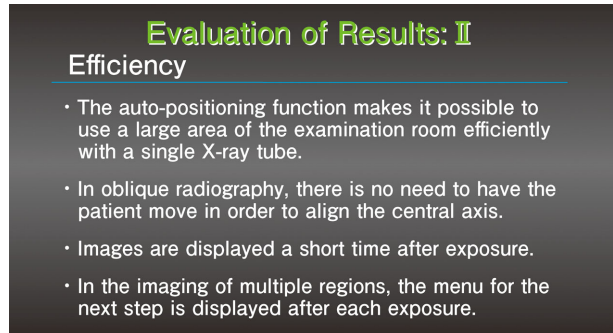 Evaluation of Results: Ⅱ
Efficiency
・The auto-positioning function makes it possible to
use a large area of the examination room efficiently
with a single X-ray tube.
・In oblique radiography, there is no need to have the
patient move in order to align the central axis.
・Images are displayed a short time after exposure.
・In the imaging of multiple regions, the menu for the
next step is displayed after each exposure.